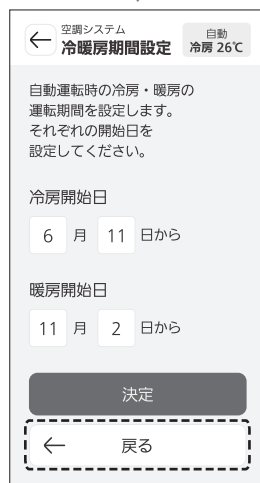 空調システム
冷暖房期間設定
自動
冷房 26℃
自動運転時の冷房・暖房の
運転期間を設定します。
それぞれの開始日を
設定してください。
冷房開始日
6 月 11 日から
暖房開始日
11 月 2 日から
決定
← 戻る